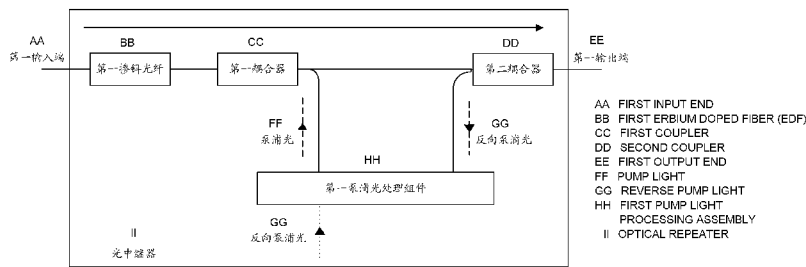 AA
第一输入端
BB
第一掺铒光纤
CC
第一耦合器
DD
第二耦合器
EE
第一输出端
FF
泵浦光
GG
反向泵浦光
HH
第一泵浦光处理组件
GG
反向泵浦光
II
光中继器
AA FIRST INPUT END
BB FIRST ERBIUM DOPED FIBER (EDF)
CC FIRST COUPLER
DD SECOND COUPLER
EE FIRST OUTPUT END
FF PUMP LIGHT
GG REVERSE PUMP LIGHT
HH FIRST PUMP LIGHT
PROCESSING ASSEMBLY
II OPTICAL REPEATER